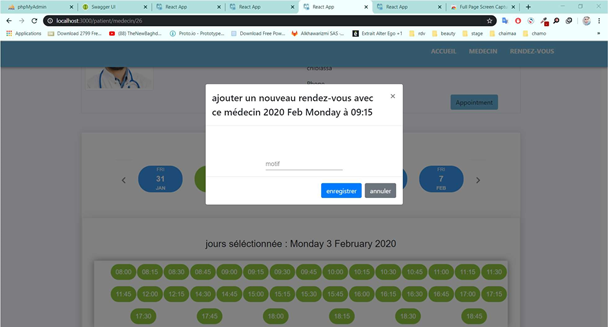 phpMyAdmin Swagger UI React App React App React App React App Full Page Screen Capt
localhost:3000/patient/medecin/26
Applications Download 2799 Free (88) TheNewBaghd... Proto.io - Prototype... Download Free Pow... Alkhawarizmi SAS -... Extrait Alter Ego +1 rdv beauty stage chaimaa chamo
ACCUEIL MEDECIN RENDEZ-VOUS
Appointment
ajouter un nouveau rendez-vous avec ×
ce médecin 2020 Feb Monday à 09:15
motif
enregistrer annuler
FRI FRI
31 7
JAN FEB
jours séléctionnée : Monday 3 February 2020
08:00 08:15 08:30 08:45 09:00 09:15 09:30 09:45 10:00 10:15 10:30 10:45 11:00 11:15 11:30
11:45 12:00 12:15 14:30 14:45 15:00 15:15 15:30 15:45 16:00 16:15 16:30 16:45 17:00 17:15
17:30 17:45 18:00 18:15 18:30 18:45